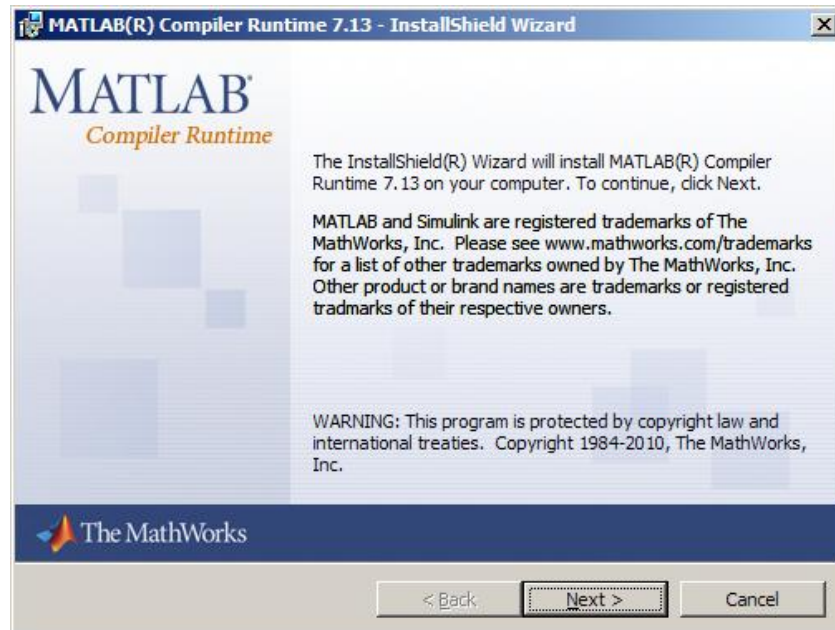 MATLAB(R) Compiler Runtime 7.13 - InstallShield Wizard
MATLAB®
Compiler Runtime
The InstallShield(R) Wizard will install MATLAB(R) Compiler
Runtime 7.13 on your computer. To continue, click Next.
MATLAB and Simulink are registered trademarks of The
MathWorks, Inc.  Please see www.mathworks.com/trademarks
for a list of other trademarks owned by The MathWorks, Inc.
Other product or brand names are trademarks or registered
tradmarks of their respective owners.
WARNING: This program is protected by copyright law and
international treaties.  Copyright 1984-2010, The MathWorks,
Inc.
The MathWorks
< Back
Next >
Cancel